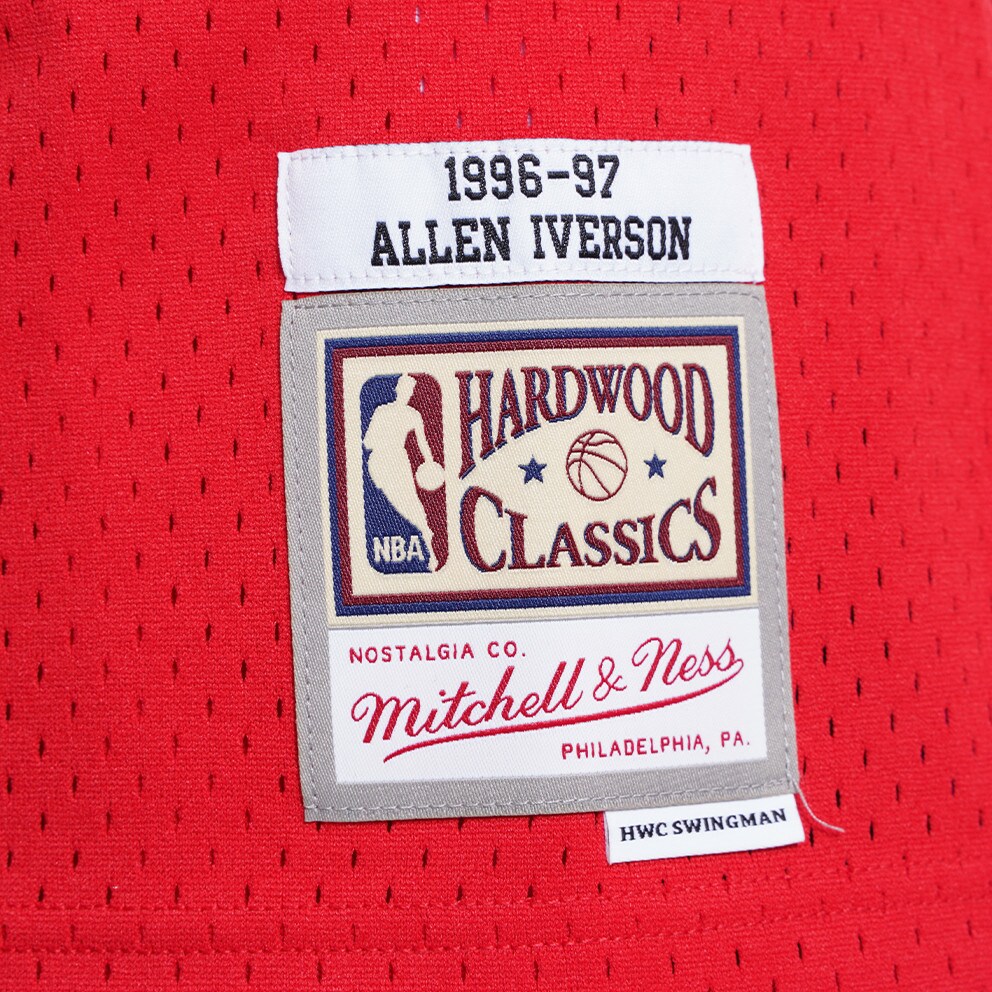 1996-97
ALLEN IVERSON
HARDWOOD
CLASSICS
NBA
NOSTALGIA CO.
Mitchell & Ness
PHILADELPHIA, PA.
HWC SWINGMAN